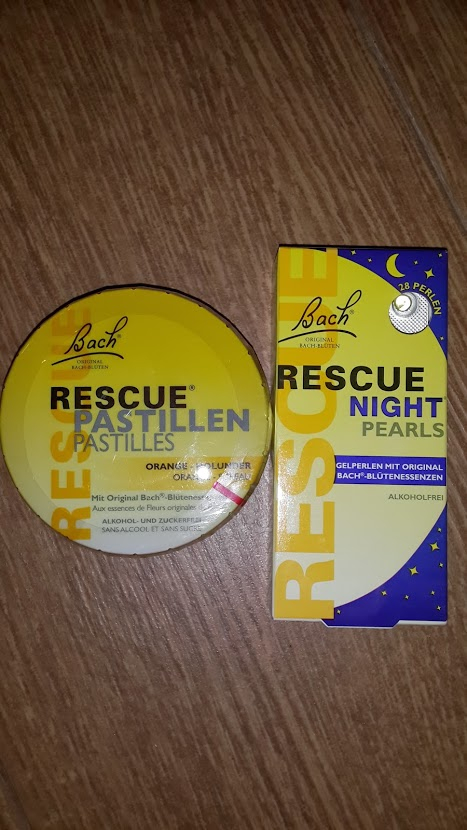 RESCUE
Bach®
ORIGINAL
BACH-BLÜTEN
RESCUE®
PASTILLEN
PASTILLES
ORANGE - HOLUNDER
Mit Original Bach®-Blütenessenzen
Aux essences de Fleurs originales
ALKOHOL- UND ZUCKERFREI
SANS ALCOOL ET SANS SUCRE
RESCUE
28 PERLEN
Bach®
ORIGINAL
BACH-BLÜTEN
RESCUE
NIGHT
PEARLS
GELPERLEN MIT ORIGINAL
BACH®-BLÜTENESSENZEN
ALKOHOLFREI